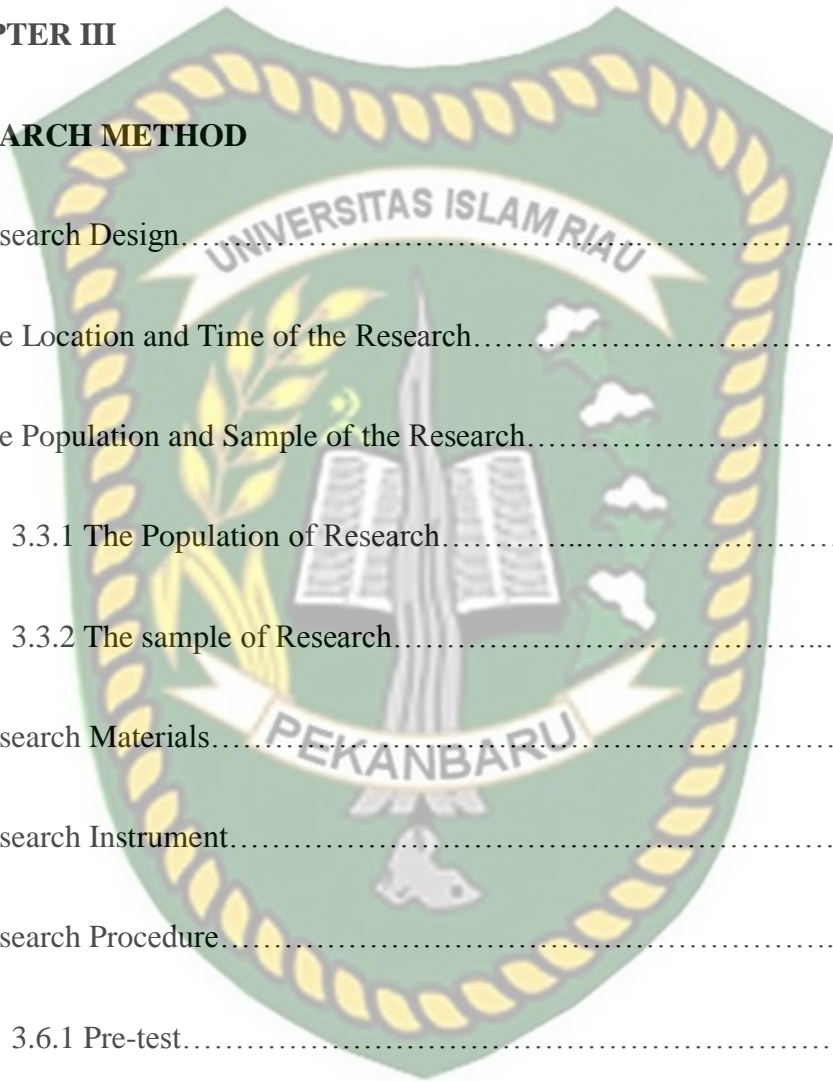 PTER III
ARCH METHOD
search Design……………………………………………
UNIVERSITAS ISLAM RIAU
e Location and Time of the Research……………………………
e Population and Sample of the Research………………………
3.3.1 The Population of Research…………..……………………
3.3.2 The sample of Research…………………………………...
search Materials…………………………………………
PEKANBARU
search Instrument………………………………………
search Procedure………………………………………
3.6.1 Pre-test……………………………………………